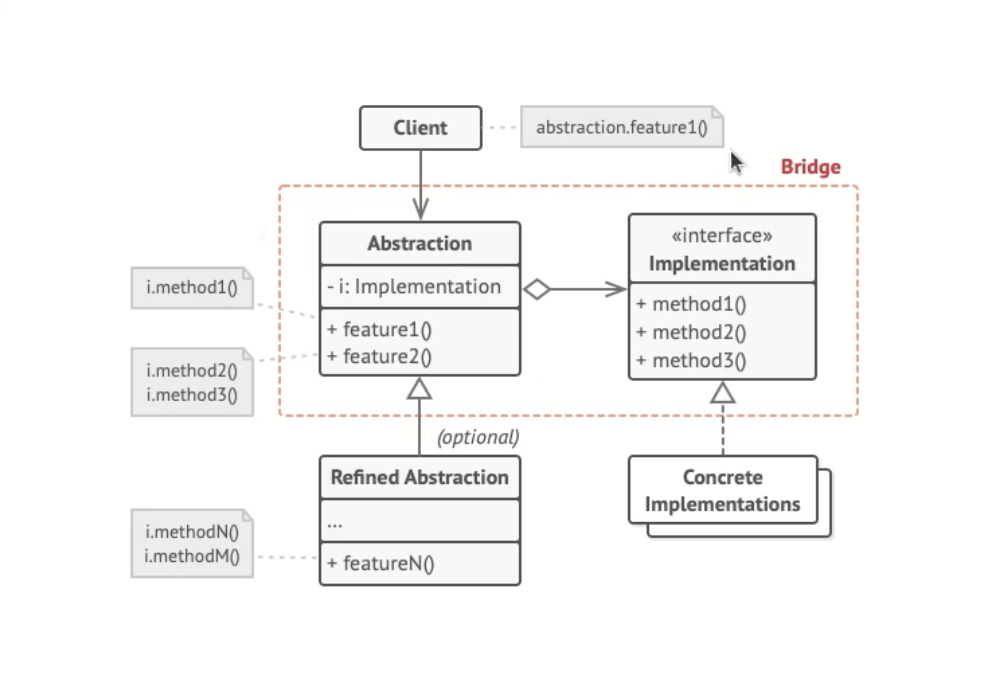 Client
abstraction.feature1()
Bridge
Abstraction
- i: Implementation
+ feature1()
+ feature2()
«interface»
Implementation
+ method1()
+ method2()
+ method3()
i.method1()
i.method2()
i.method3()
(optional)
Refined Abstraction
...
+ featureN()
Concrete
Implementations
i.methodN()
i.methodM()